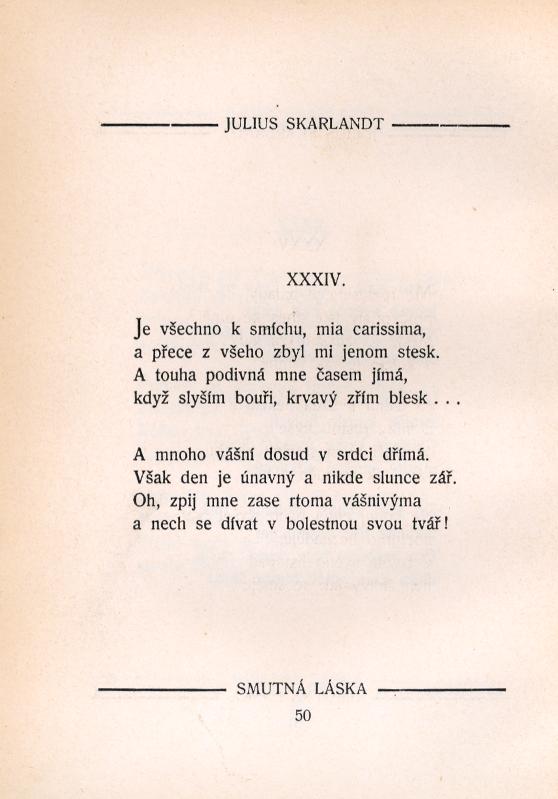 JULIUS SKARLANDT
XXXIV.
Je všechno k smíchu, mia carissima,
a přece z všeho zbyl mi jenom stesk.
A touha podivná mne časem jímá,
když slyším bouři, krvavý zřím blesk . . .
A mnoho vášní dosud v srdci dřímá.
Však den je únavný a nikde slunce zář.
Oh, zpij mne zase rtoma vášnivýma
a nech se dívat v bolestnou svou tvář!
SMUTNÁ LÁSKA
50